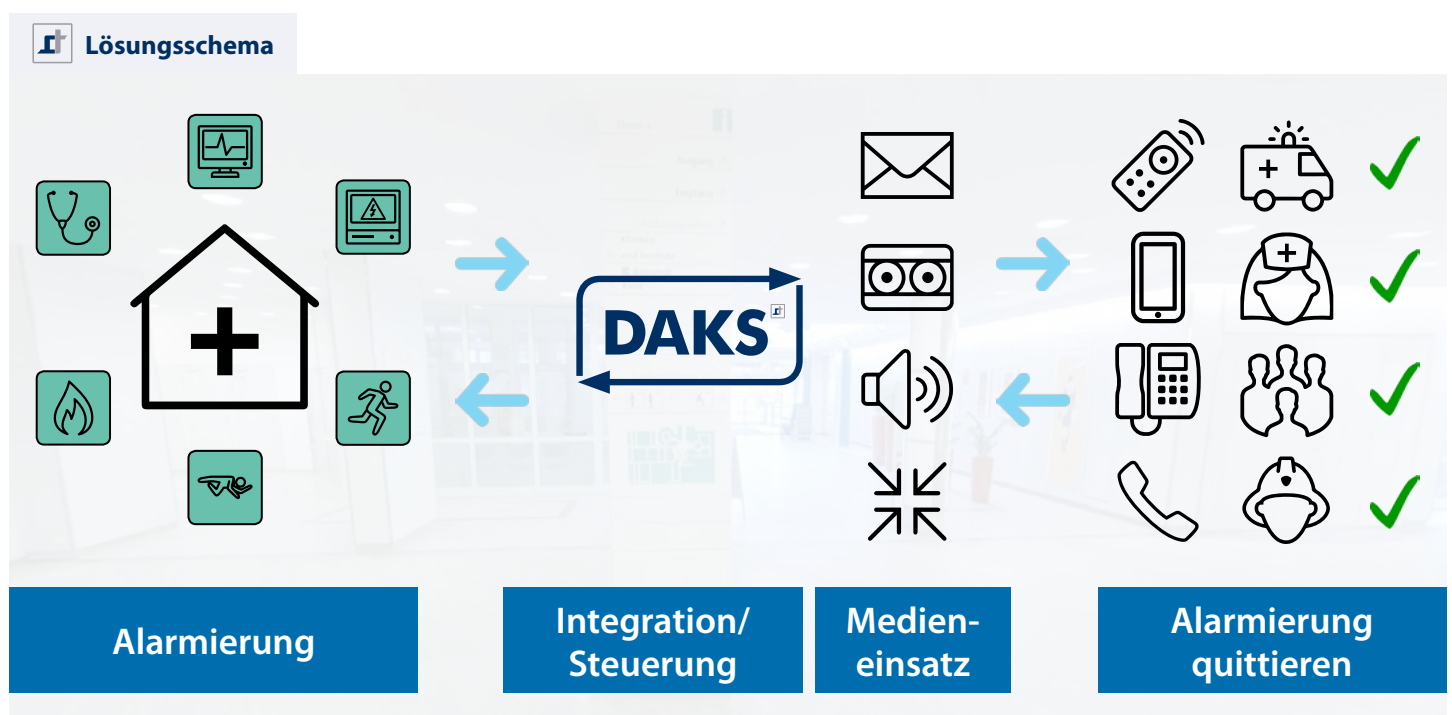 Lösungsschema
DAKS
Alarmierung
Integration/
Steuerung
Medien-
einsatz
Alarmierung
quittieren